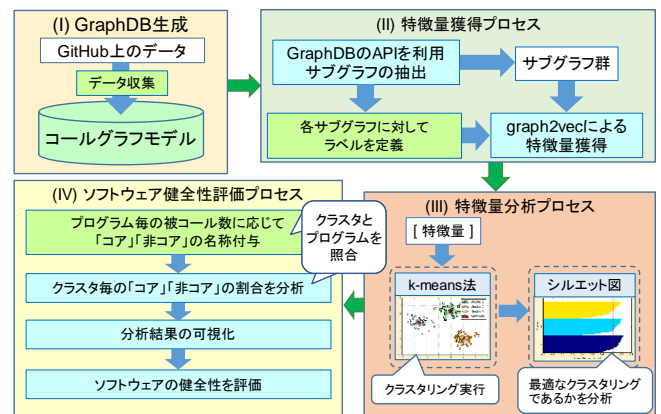 (I) GraphDB生成
GitHub上のデータ
データ収集
コールグラフモデル
(II) 特徴量獲得プロセス
GraphDBのAPIを利用
サブグラフの抽出
サブグラフ群
各サブグラフに対して
ラベルを定義
graph2vecによる
特徴量獲得
(III) 特徴量分析プロセス
[ 特徴量 ]
k-means法
シルエット図
クラスタリング実行
最適なクラスタリング
であるかを分析
(IV) ソフトウェア健全性評価プロセス
プログラム毎の被コール数に応じて
「コア」「非コア」の名称付与
クラスタと
プログラムを
照合
クラスタ毎の「コア」「非コア」の割合を分析
分析結果の可視化
ソフトウェアの健全性を評価